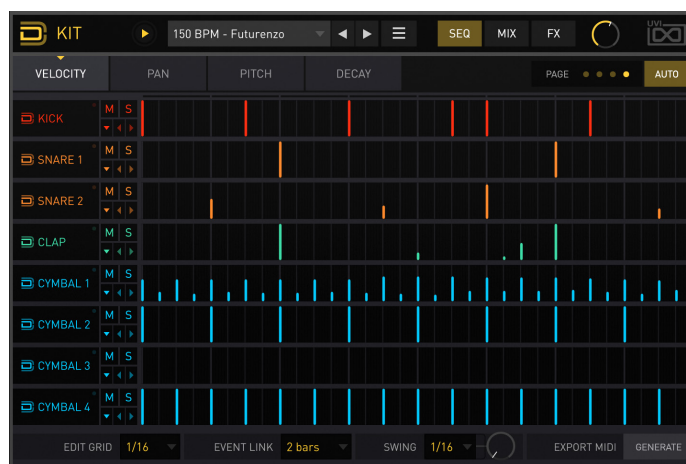 KIT 150 BPM - Futurenzo SEQ MIX FX UVI
VELOCITY PAN PITCH DECAY PAGE AUTO
KICK M S
SNARE 1 M S
SNARE 2 M S
CLAP M S
CYMBAL 1 M S
CYMBAL 2 M S
CYMBAL 3 M S
CYMBAL 4 M S
EDIT GRID 1/16 EVENT LINK 2 bars SWING 1/16 EXPORT MIDI GENERATE